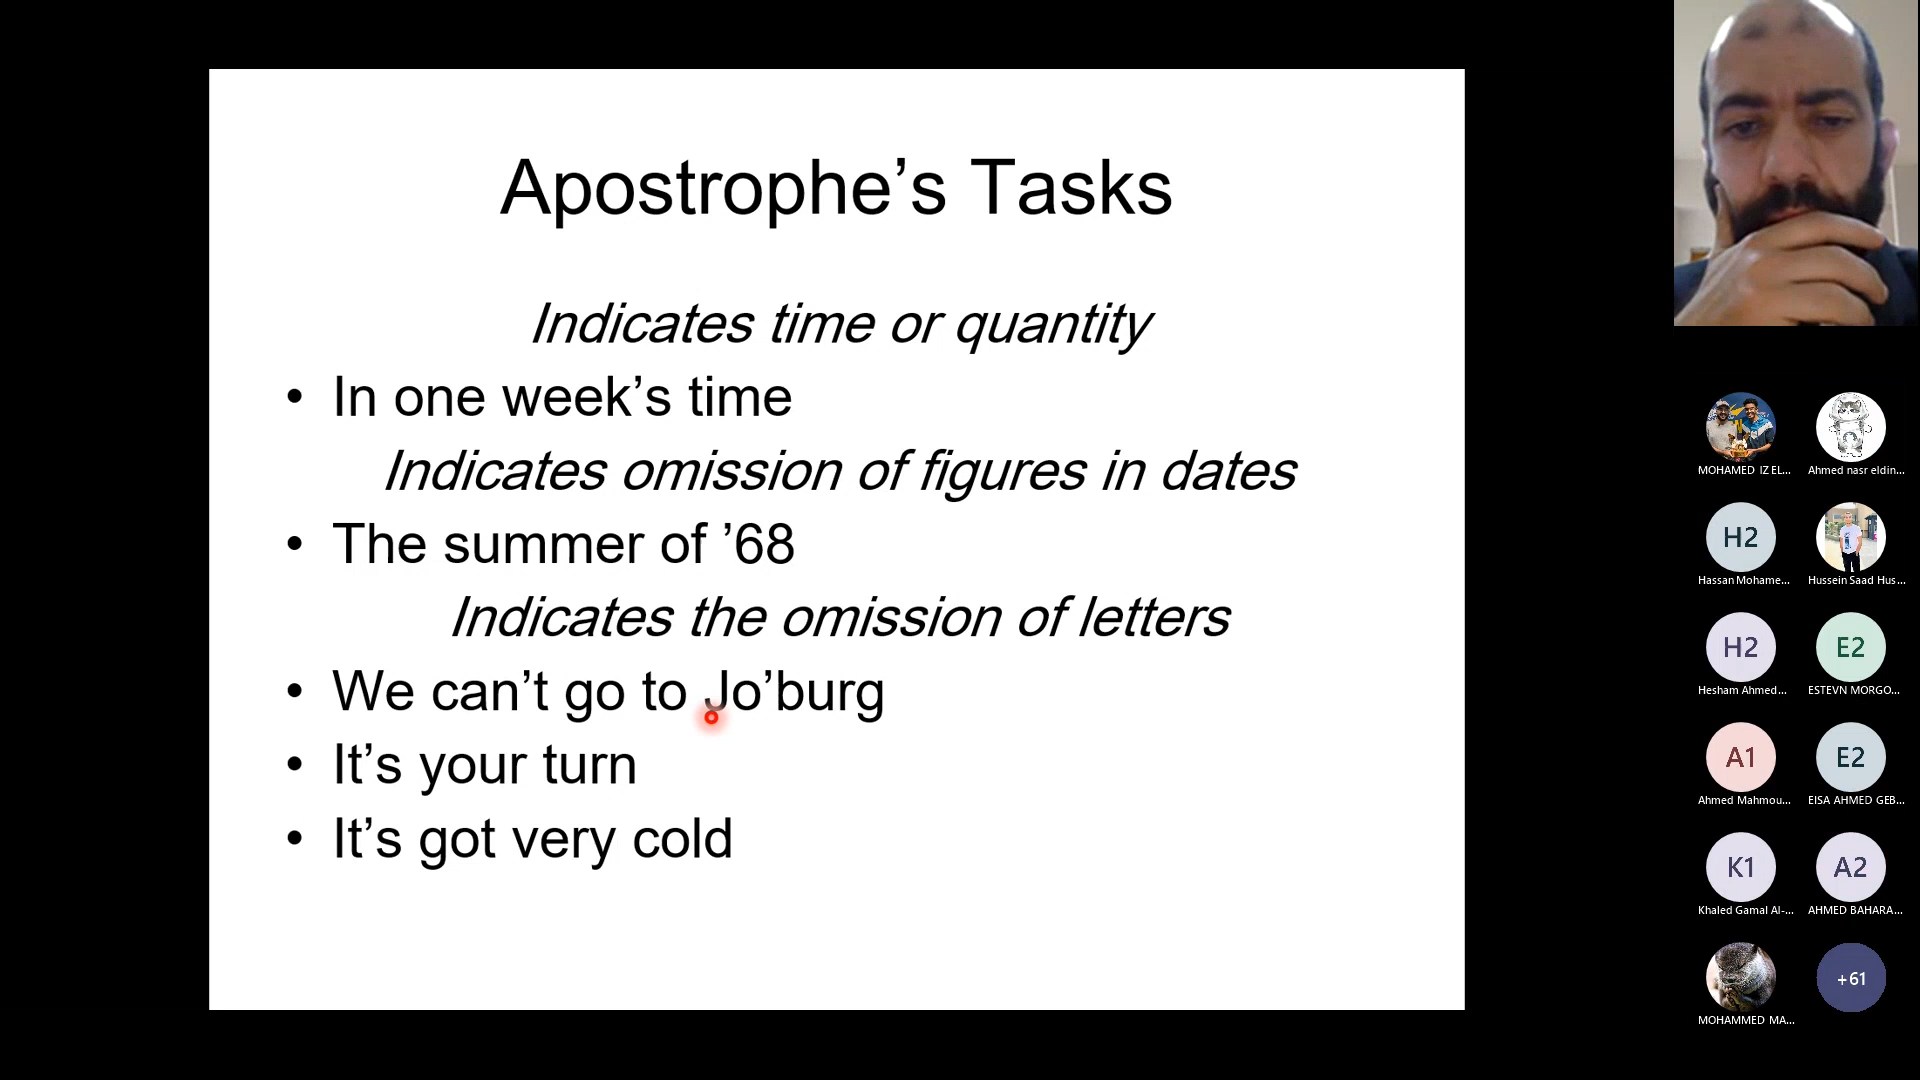 Apostrophe’s Tasks
Indicates time or quantity
• In one week’s time
Indicates omission of figures in dates
• The summer of ’68
Indicates the omission of letters
• We can’t go to Jo’burg
• It’s your turn
• It’s got very cold
MOHAMED IZ EL...
Ahmed nasr eldin...
H2
Hassan Mohame...
Hussein Saad Hus...
H2
Hesham Ahmed...
E2
ESTEVN MORGO...
A1
Ahmed Mahmou...
E2
EISA AHMED GEB...
K1
Khaled Gamal Al-...
A2
AHMED BAHARA...
MOHAMMED MA...
+61